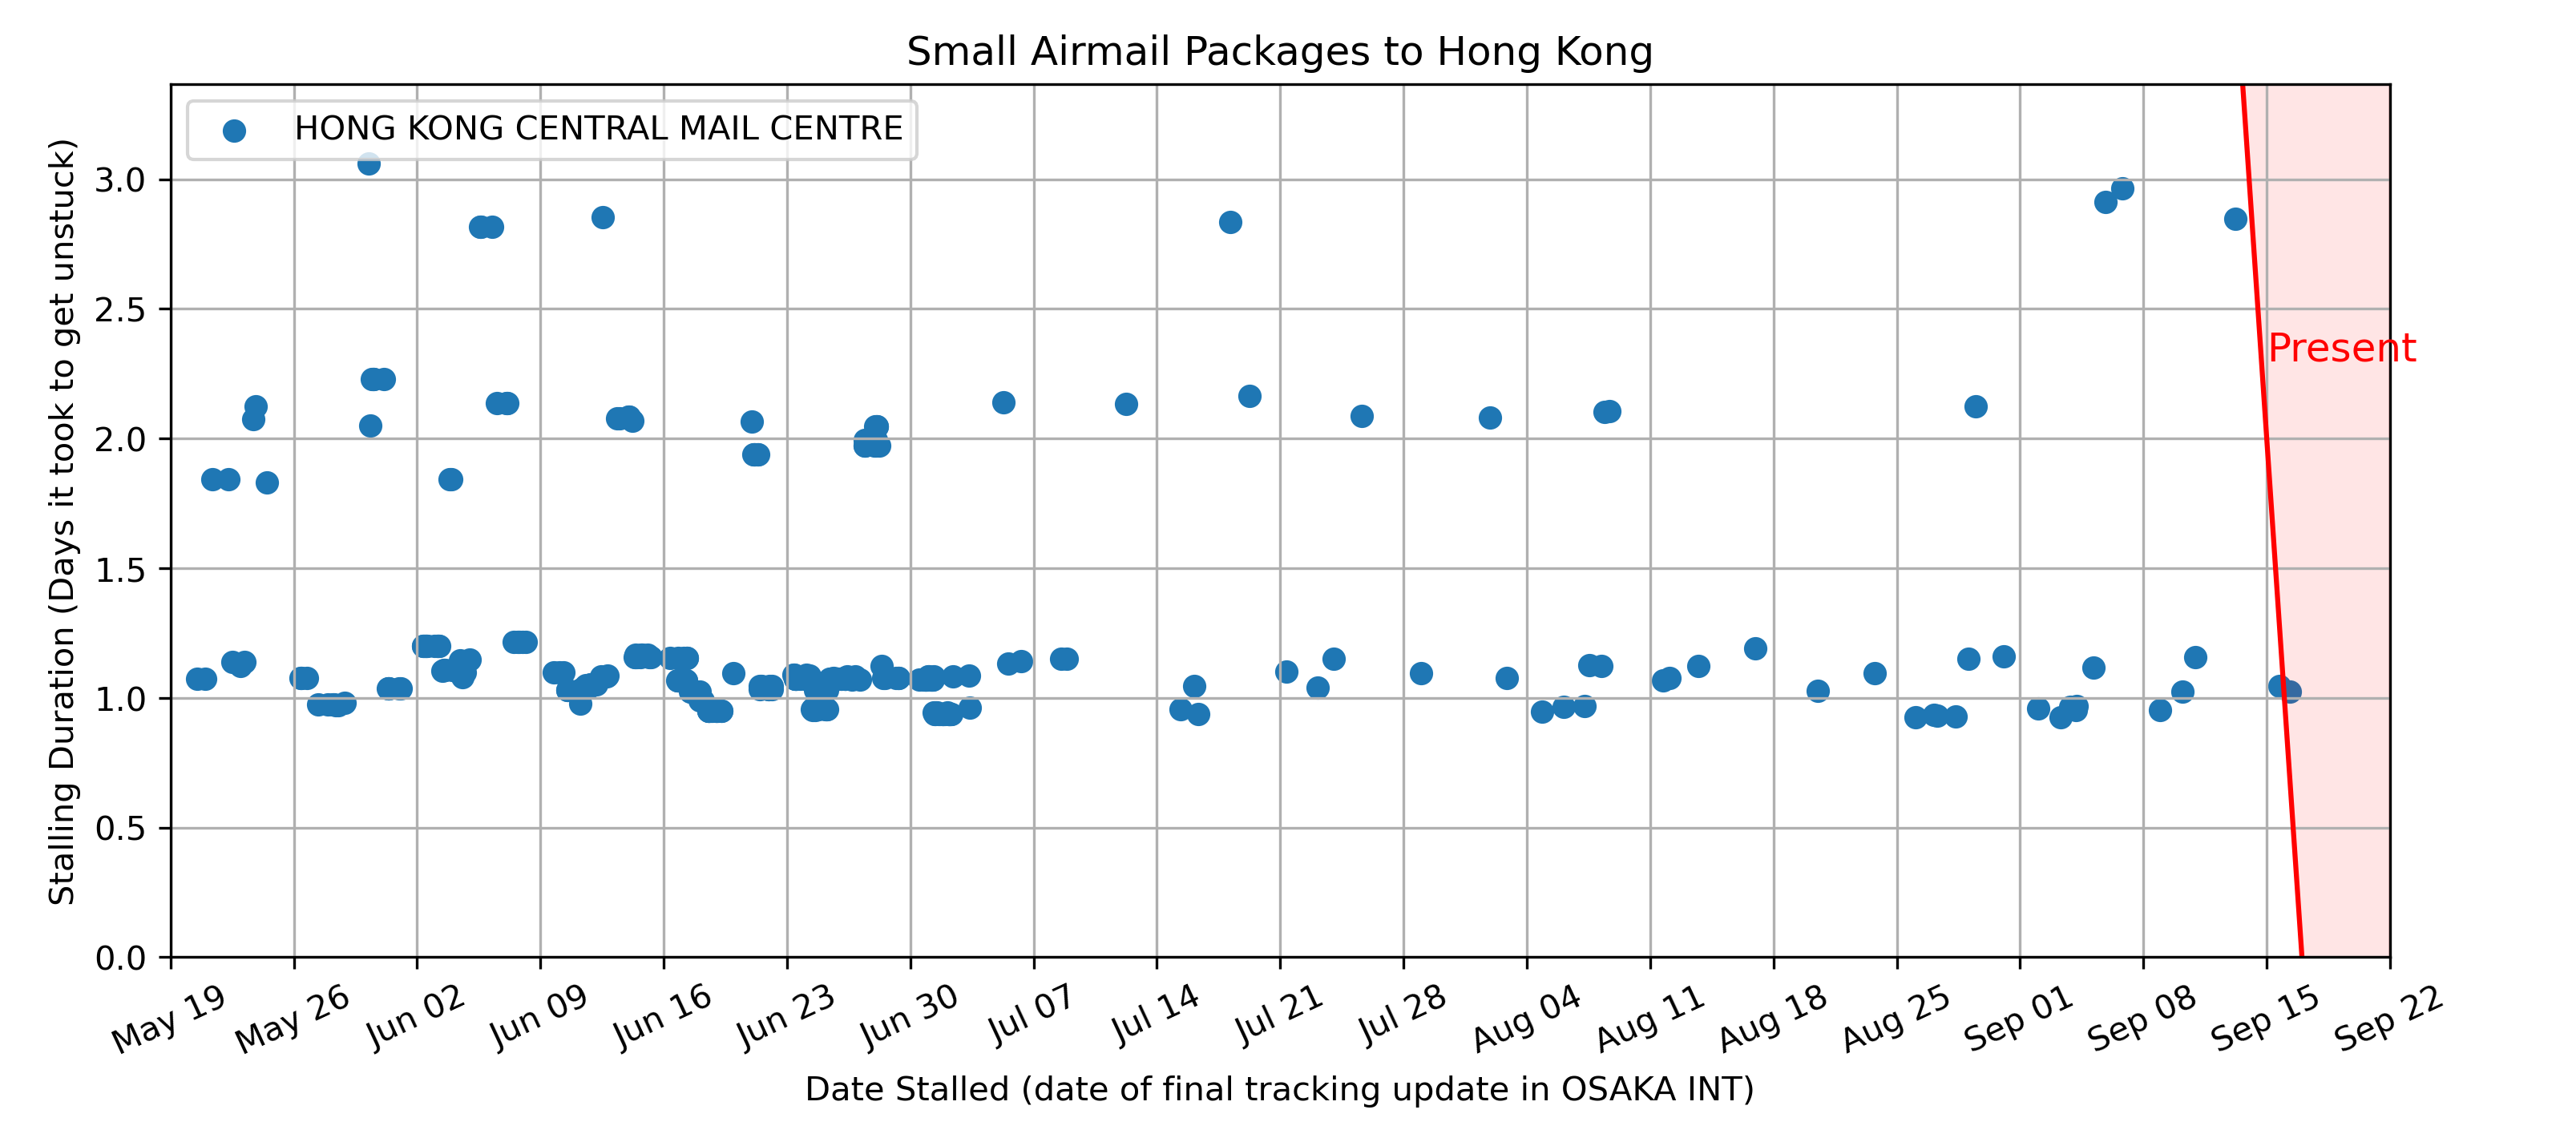 Small Airmail Packages to Hong Kong
HONG KONG CENTRAL MAIL CENTRE
Stalling Duration (Days it took to get unstuck)
3.0
2.5
2.0
1.5
1.0
0.5
0.0
Present
May 19
May 26
Jun 02
Jun 09
Jun 16
Jun 23
Jun 30
Jul 07
Jul 14
Jul 21
Jul 28
Aug 04
Aug 11
Aug 18
Aug 25
Sep 01
Sep 08
Sep 15
Sep 22
Date Stalled (date of final tracking update in OSAKA INT)